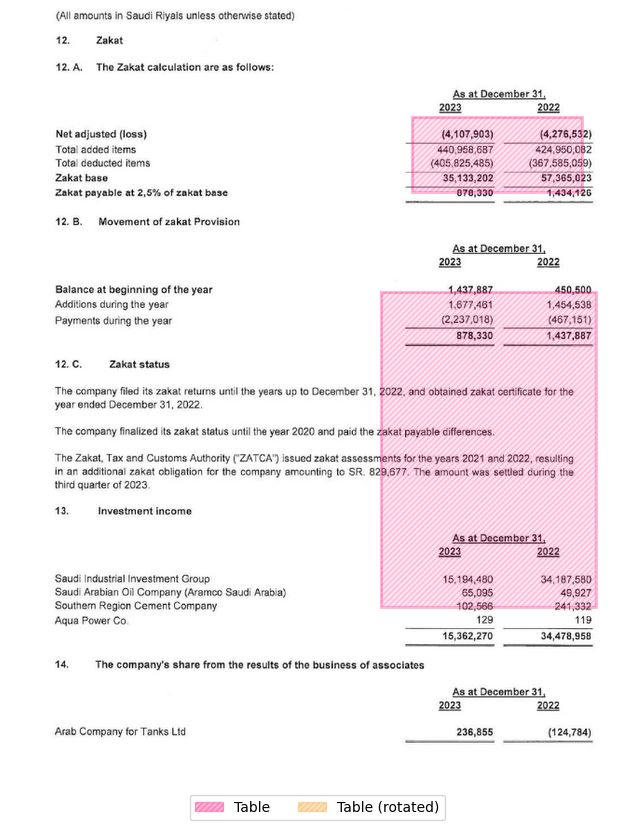 (All amounts in Saudi Riyals unless otherwise stated)
12. Zakat
12. A. The Zakat calculation are as follows:
As at December 31,
2023 2022
Net adjusted (loss) (4,107,903) (4,276,532)
Total added items 440,958,687 424,950,082
Total deducted items (405,825,485) (367,585,059)
Zakat base 35,133,202 57,365,023
Zakat payable at 2,5% of zakat base 878,330 1,434,126
12. B. Movement of zakat Provision
As at December 31,
2023 2022
Balance at beginning of the year 1,437,887 450,500
Additions during the year 1,677,461 1,454,538
Payments during the year (2,237,018) (467,151)
878,330 1,437,887
12. C. Zakat status
The company filed its zakat returns until the years up to December 31, 2022, and obtained zakat certificate for the
year ended December 31, 2022.
The company finalized its zakat status until the year 2020 and paid the zakat payable differences.
The Zakat, Tax and Customs Authority ("ZATCA") issued zakat assessments for the years 2021 and 2022, resulting
in an additional zakat obligation for the company amounting to SR. 829,677. The amount was settled during the
third quarter of 2023.
13. Investment income
As at December 31,
2023 2022
Saudi Industrial Investment Group 15,194,480 34,187,580
Saudi Arabian Oil Company (Aramco Saudi Arabia) 65,095 49,927
Southern Region Cement Company 102,566 241,332
Aqua Power Co. 129 119
15,362,270 34,478,958
14. The company's share from the results of the business of associates
As at December 31,
2023 2022
Arab Company for Tanks Ltd 236,855 (124,784)
Table Table (rotated)